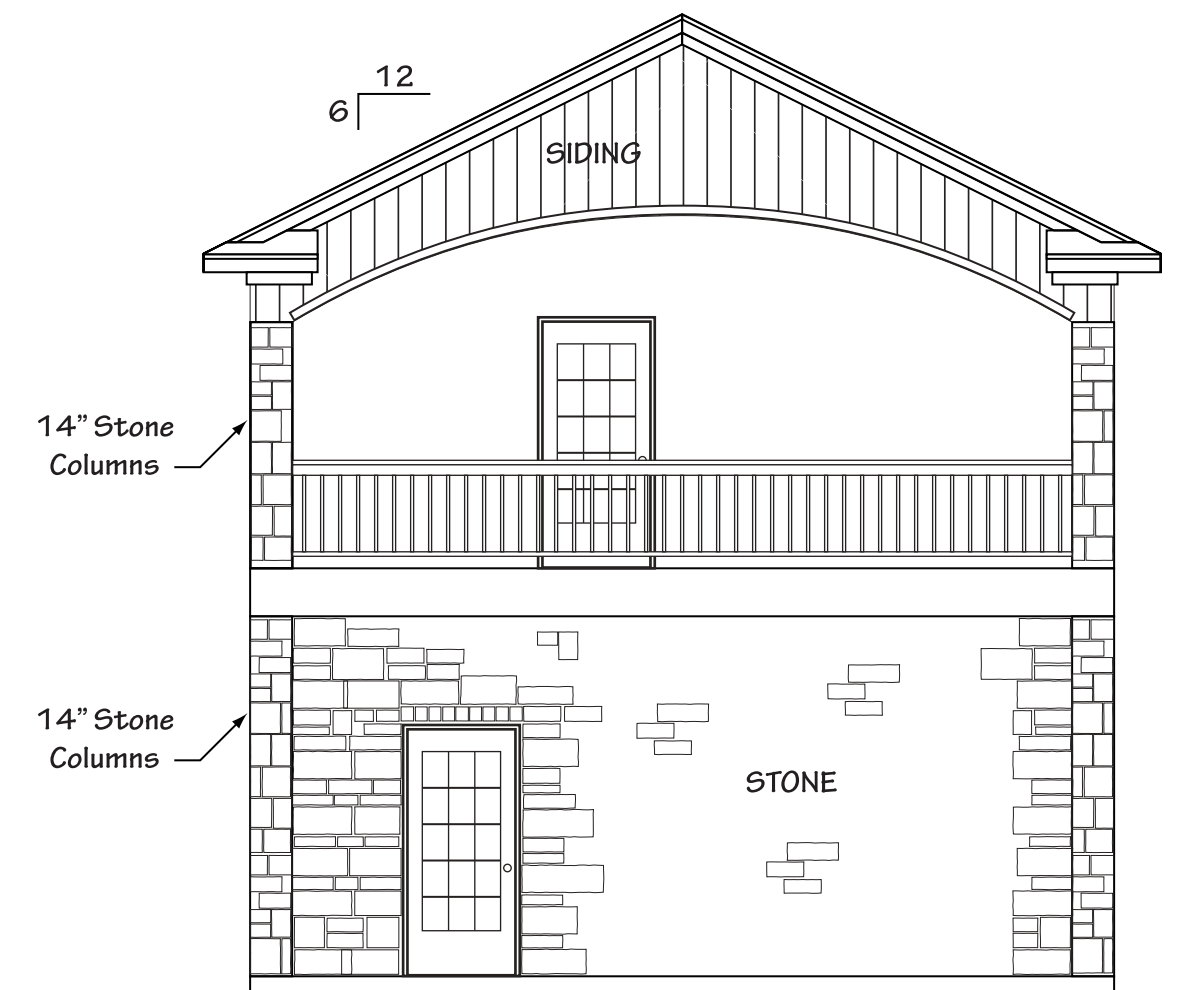 12
6
SIDING
14” Stone
Columns
14” Stone
Columns
STONE